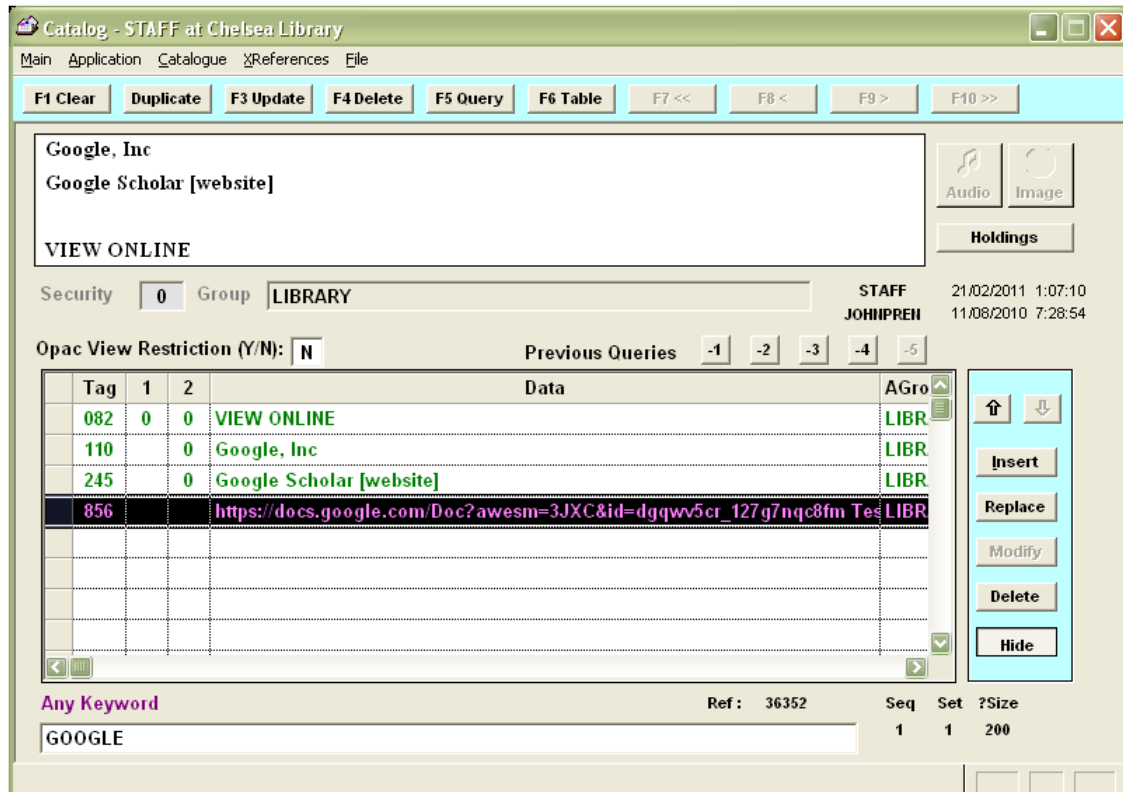 Catalog - STAFF at Chelsea Library
Main Application Catalogue XReferences File
F1 Clear Duplicate F3 Update F4 Delete F5 Query F6 Table F7 << F8 < F9 > F10 >>
Google, Inc
Google Scholar [website]
VIEW ONLINE
Audio Image
Holdings
Security 0 Group LIBRARY STAFF 21/02/2011 1:07:10
JOHNPREN 11/08/2010 7:28:54
Opac View Restriction (Y/N): N Previous Queries -1 -2 -3 -4 -5
Tag 1 2 Data AGro
082 0 0 VIEW ONLINE LIBR
110 0 Google, Inc LIBR
245 0 Google Scholar [website] LIBR
856 https://docs.google.com/Doc?awesm=3JXC&id=dgqwv5cr_127g7nqc8fm Tes LIBR
Insert
Replace
Modify
Delete
Hide
Any Keyword Ref : 36352 Seq Set ?Size
GOOGLE 1 1 200